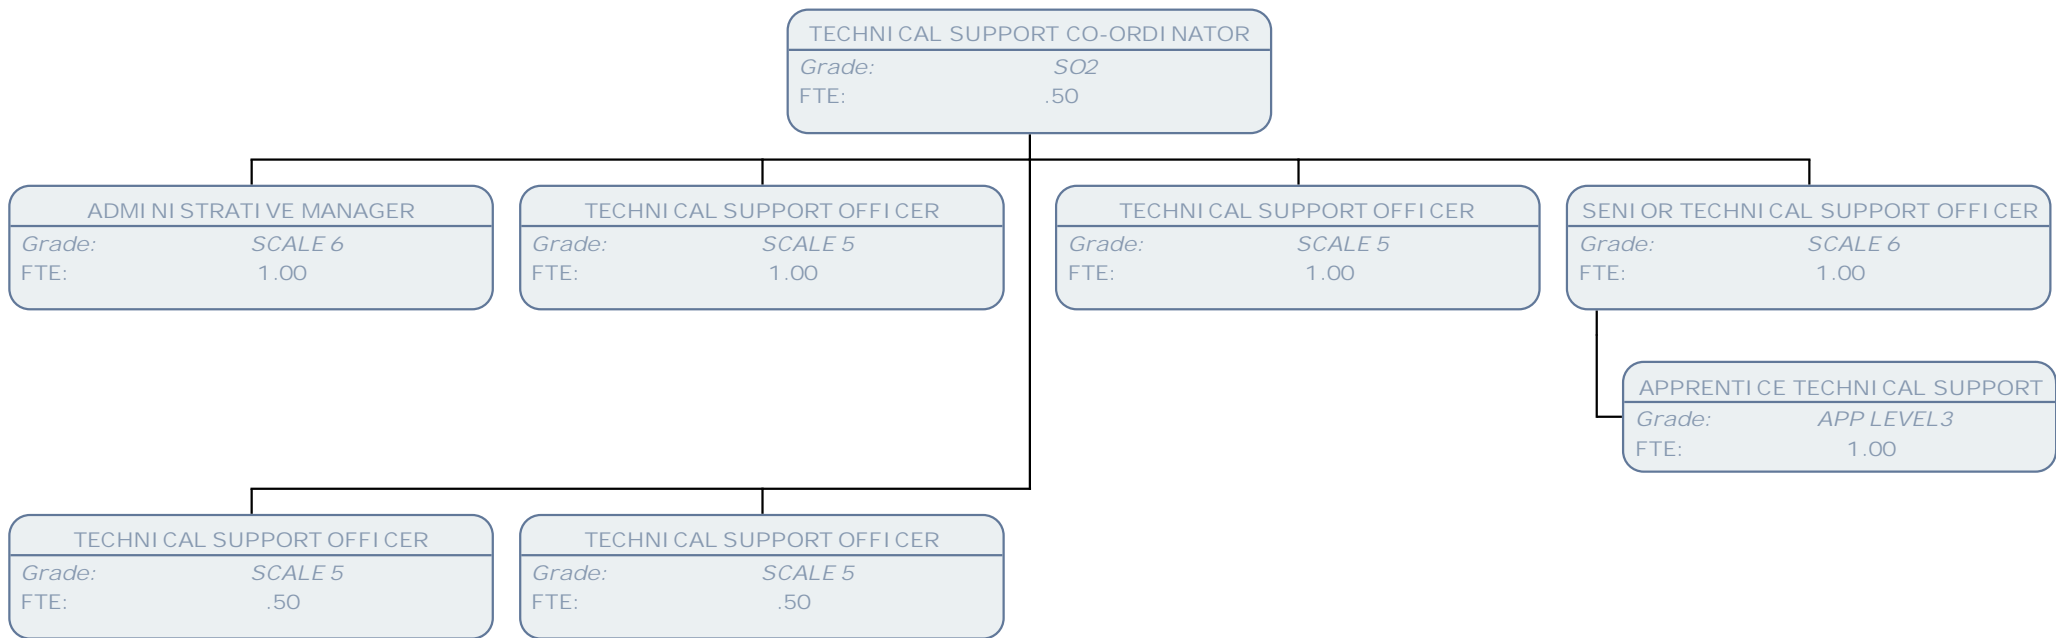 TECHNICAL SUPPORT CO-ORDINATOR
Grade: SO2
FTE: .50
ADMINISTRATIVE MANAGER
Grade: SCALE 6
FTE: 1.00
TECHNICAL SUPPORT OFFICER
Grade: SCALE 5
FTE: 1.00
TECHNICAL SUPPORT OFFICER
Grade: SCALE 5
FTE: 1.00
SENIOR TECHNICAL SUPPORT OFFICER
Grade: SCALE 6
FTE: 1.00
APPRENTICE TECHNICAL SUPPORT
Grade: APP LEVEL3
FTE: 1.00
TECHNICAL SUPPORT OFFICER
Grade: SCALE 5
FTE: .50
TECHNICAL SUPPORT OFFICER
Grade: SCALE 5
FTE: .50